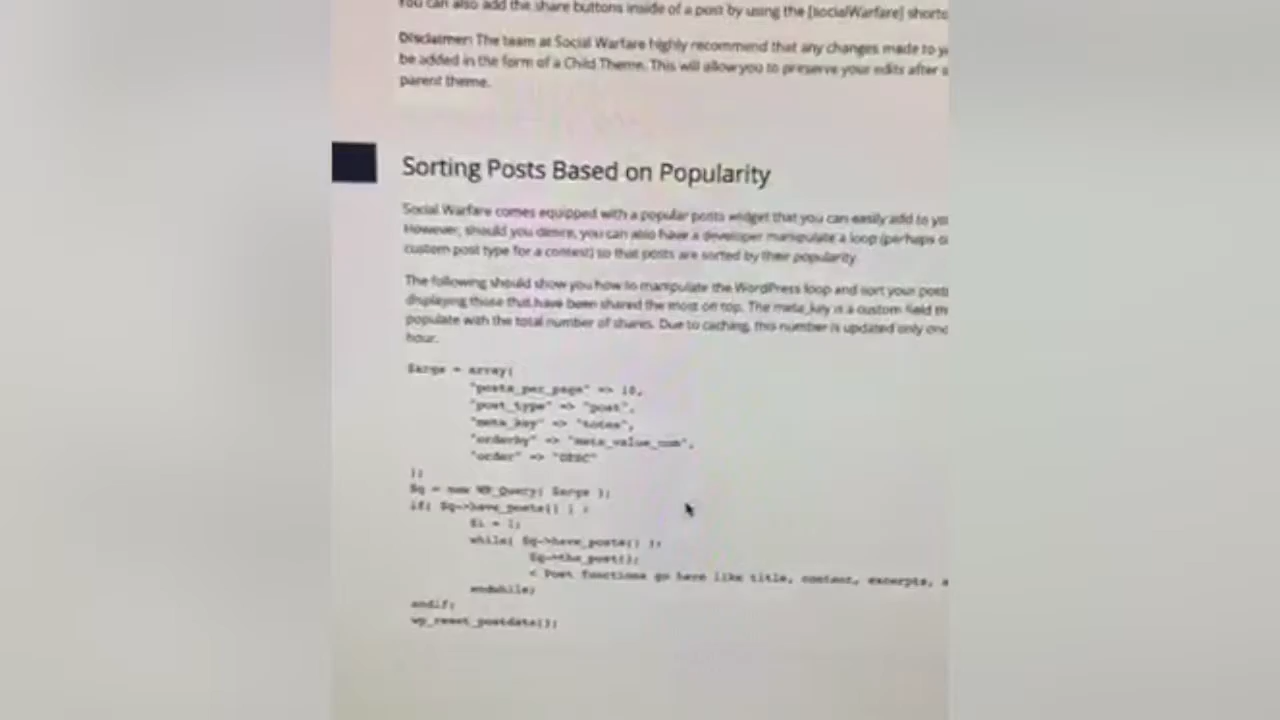 You can also add the share buttons inside of a post by using the [socialWarfare]
Disclaimer: The team at Social Warfare highly recommend that any changes made to
be added in the form of a Child Theme. This will allow you to preserve your edits after
parent theme.
Sorting Posts Based on Popularity
Social Warfare comes equipped with a popular posts widget that you can easily add to
However, should you desire, you can also have a developer manipulate a loop (perhaps
custom post type for a contest) so that posts are sorted by their popularity.
The following should show you how to manipulate the WordPress loop and sort your posts
displaying those that have been shared the most on top. The meta_key is a custom field
populate with the total number of shares. Due to caching, this number is updated only
hour.
$args = array(
"posts_per_page" => 10,
"post_type" => "post",
"meta_key" => "totes",
"orderby" => "meta_value_num",
"order" => "DESC"
);
$q = new WP_Query( $args );
if( $q->have_posts() ) :
$i = 1;
while( $q->have_posts() ):
$q->the_post();
< Post functions go here like title, content, excerpts,
endwhile;
endif;
wp_reset_postdata();